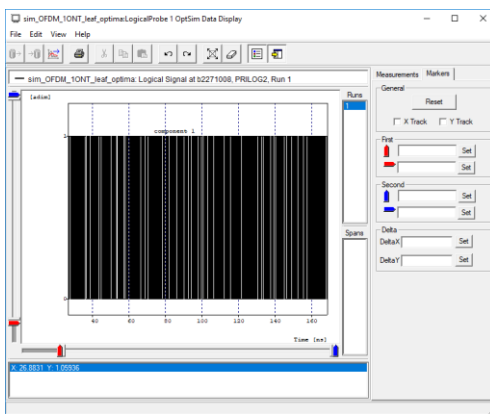 sim_OFDM_1ONT_leaf_optima:LogicalProbe 1 OptSim Data Display
File Edit View Help
sim_OFDM_1ONT_leaf_optima: Logical Signal at b2271008, PRILOG2, Run 1
[adim]
component 1
1
0
40 60 80 100 120 140 160
Time [ns]
Runs
1
Spans
X: 26.8831 Y: 1.05936
Measurements Markers
General
Reset
X Track Y Track
First
Set
Set
Second
Set
Set
Delta
DeltaX Set
DeltaY Set